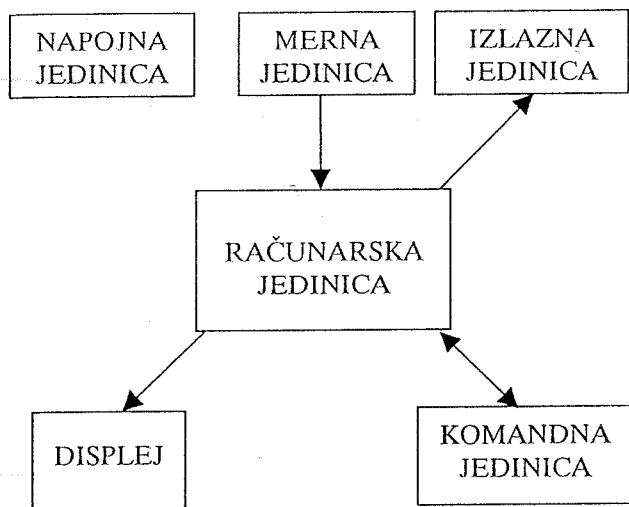 NAPOJNA
JEDINICA
MERNA
JEDINICA
IZLAZNA
JEDINICA
RAČUNARSKA
JEDINICA
DISPLEJ
KOMANDNA
JEDINICA